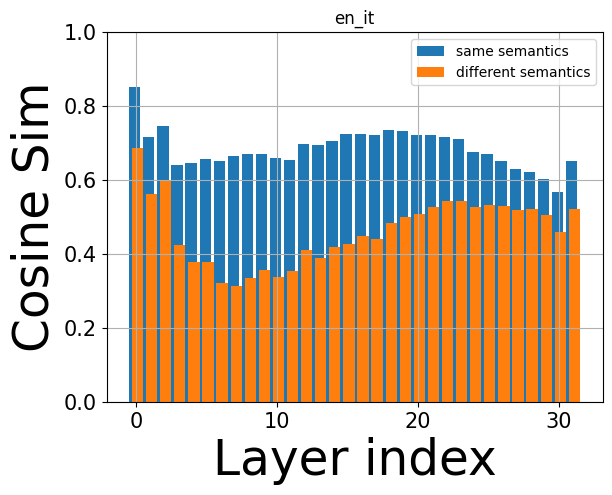 en_it
same semantics
different semantics
Cosine Sim
1.0
0.8
0.6
0.4
0.2
0.0
0 10 20 30
Layer index